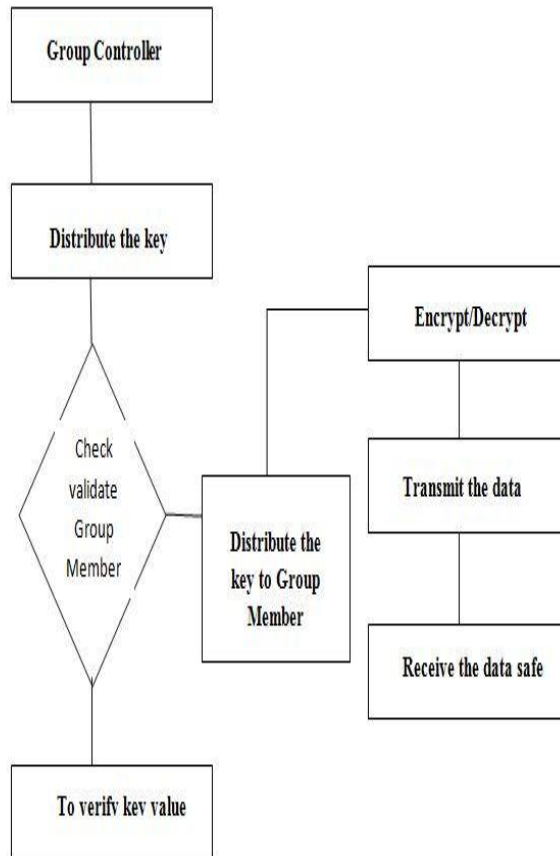 Group Controller
Distribute the key
Check
validate
Group
Member
Distribute the
key to Group
Member
Encrypt/Decrypt
Transmit the data
Receive the data safe
To verify key value